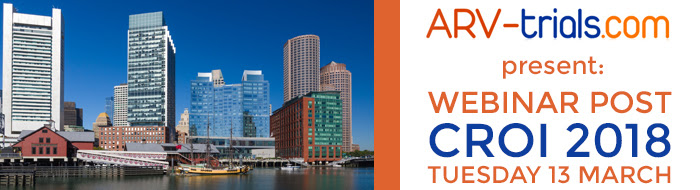 ARV-trials.com
present:
WEBINAR POST
CROI 2018
TUESDAY 13 MARCH